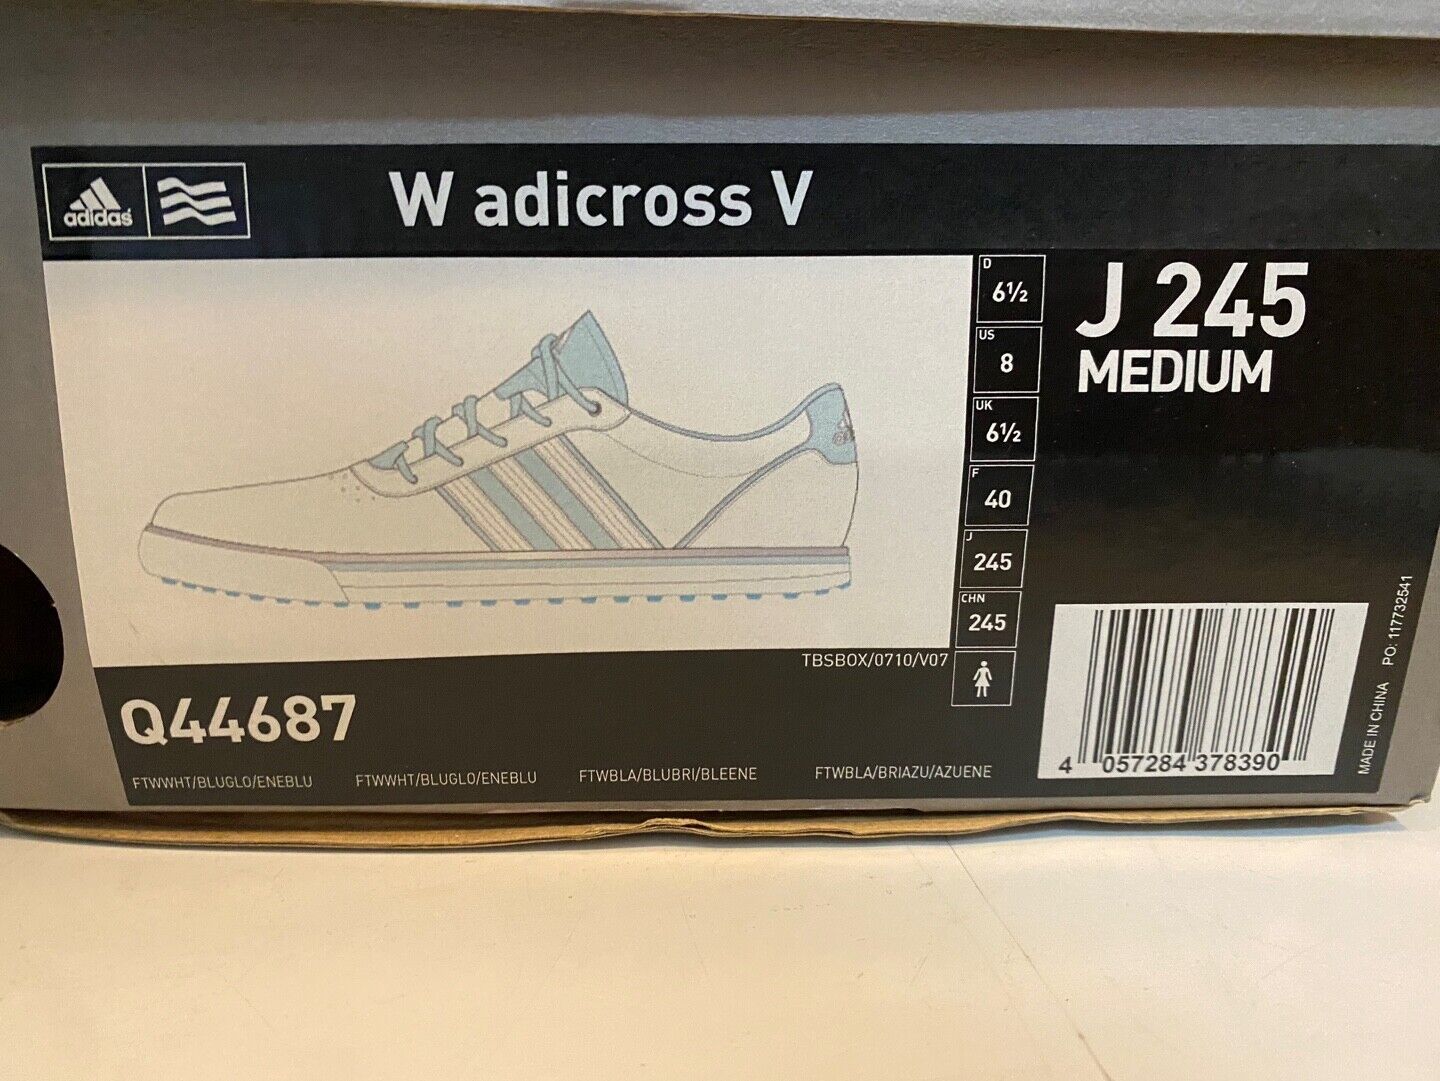 adidas
W adicross V
D
6½
US
8
UK
6½
F
40
J
245
CHN
245
J 245
MEDIUM
TBSBOX/0710/V07
Q44687
FTWWHT/BLUGLO/ENEBLU
FTWWHT/BLUGLO/ENEBLU
FTWBLA/BLUBRI/BLEENE
FTWBLA/BRIAZU/AZUENE
4 057284 378390
MADE IN CHINA PO: 117732541